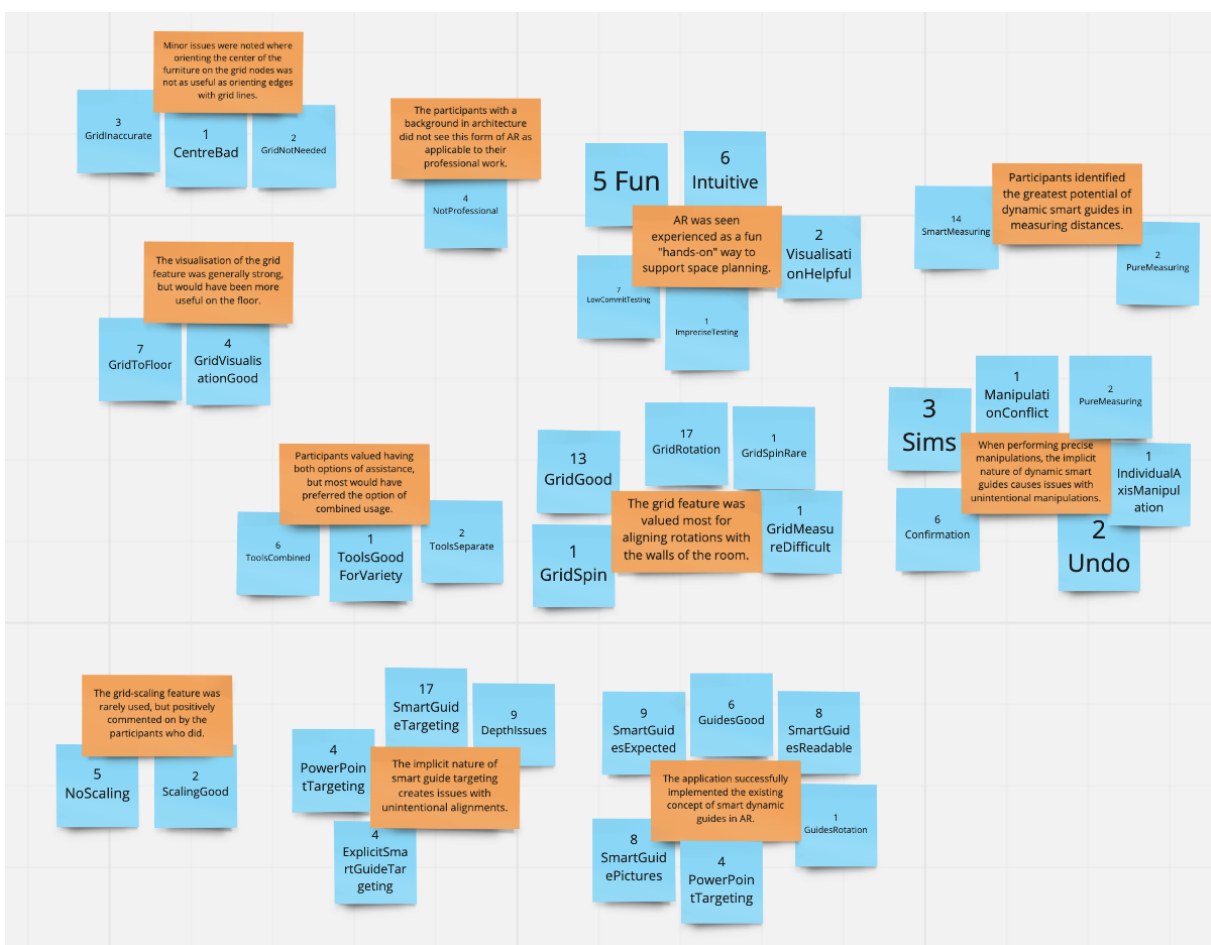 Minor issues were noted where
orienting the center of the
furniture on the grid nodes was
not as useful as orienting edges
with grid lines.
3
GridInaccurate
1
CentreBad
2
GridNotNeeded
The participants with a
background in architecture
did not see this form of AR as
applicable to their
professional work.
4
NotProfessional
5 Fun
6
Intuitive
AR was seen
experienced as a fun
"hands-on" way to
support space planning.
2
Visualisati
onHelpful
7
LowCommitTesting
1
ImpreciseTesting
Participants identified
the greatest potential of
dynamic smart guides in
measuring distances.
14
SmartMeasuring
2
PureMeasuring
The visualisation of the grid
feature was generally strong,
but would have been more
useful on the floor.
7
GridToFloor
4
GridVisualis
ationGood
Participants valued having
both options of assistance,
but most would have
preferred the option of
combined usage.
6
ToolsCombined
1
ToolsGood
ForVariety
2
ToolsSeparate
13
GridGood
17
GridRotation
1
GridSpinRare
The grid feature was
valued most for
aligning rotations with
the walls of the room.
1
GridSpin
1
GridMeasu
reDifficult
3
Sims
1
Manipulati
onConflict
2
PureMeasuring
When performing precise
manipulations, the implicit
nature of dynamic smart
guides causes issues with
unintentional manipulations.
1
IndividualA
xisManipul
ation
6
Confirmation
2
Undo
The grid-scaling feature was
rarely used, but positively
commented on by the
participants who did.
5
NoScaling
2
ScalingGood
17
SmartGuid
eTargeting
9
DepthIssues
4
PowerPoin
tTargeting
The implicit nature of
smart guide targeting
creates issues with
unintentional alignments.
4
ExplicitSma
rtGuideTar
geting
9
SmartGuid
esExpected
6
GuidesGood
8
SmartGuid
esReadable
The application successfully
implemented the existing
concept of smart dynamic
guides in AR.
1
GuidesRotation
8
SmartGuid
ePictures
4
PowerPoin
tTargeting